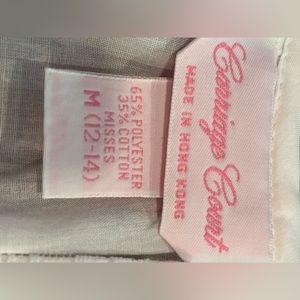 Carriage Court
MADE IN HONG KONG
65% POLYESTER
35% COTTON
MISSES
M (12-14)